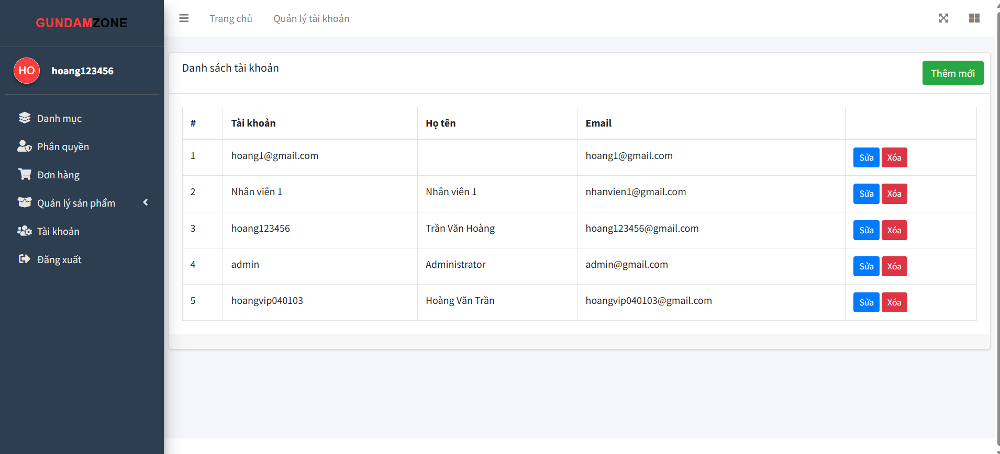 GUNDAMZONE
HO hoang123456
Danh mục
Phân quyền
Đơn hàng
Quản lý sản phẩm
Tài khoản
Đăng xuất
Trang chủ Quản lý tài khoản
Danh sách tài khoản
Thêm mới
# Tài khoản Họ tên Email
1 hoang1@gmail.com hoang1@gmail.com Sửa Xóa
2 Nhân viên 1 Nhân viên 1 nhanvien1@gmail.com Sửa Xóa
3 hoang123456 Trần Văn Hoàng hoang123456@gmail.com Sửa Xóa
4 admin Administrator admin@gmail.com Sửa Xóa
5 hoangvip040103 Hoàng Văn Trần hoangvip040103@gmail.com Sửa Xóa